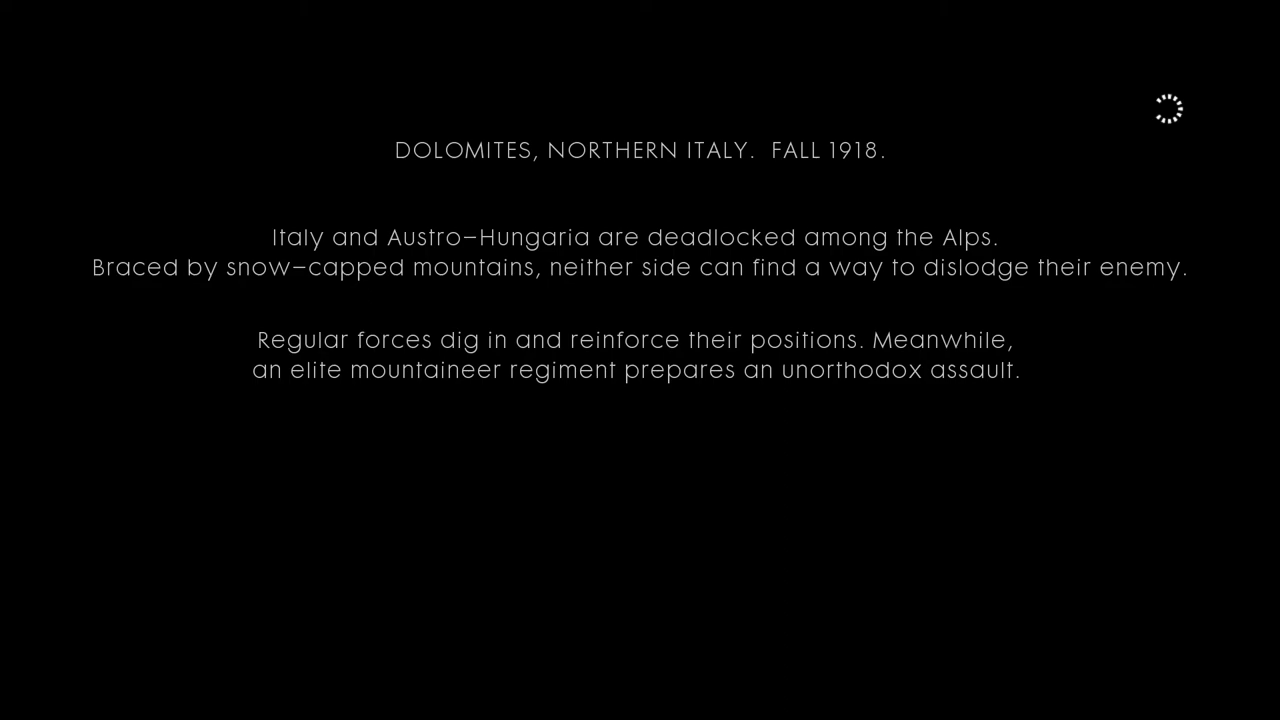 DOLOMITES, NORTHERN ITALY. FALL 1918.
Italy and Austro-Hungaria are deadlocked among the Alps.
Braced by snow-capped mountains, neither side can find a way to dislodge their enemy.
Regular forces dig in and reinforce their positions. Meanwhile,
an elite mountaineer regiment prepares an unorthodox assault.